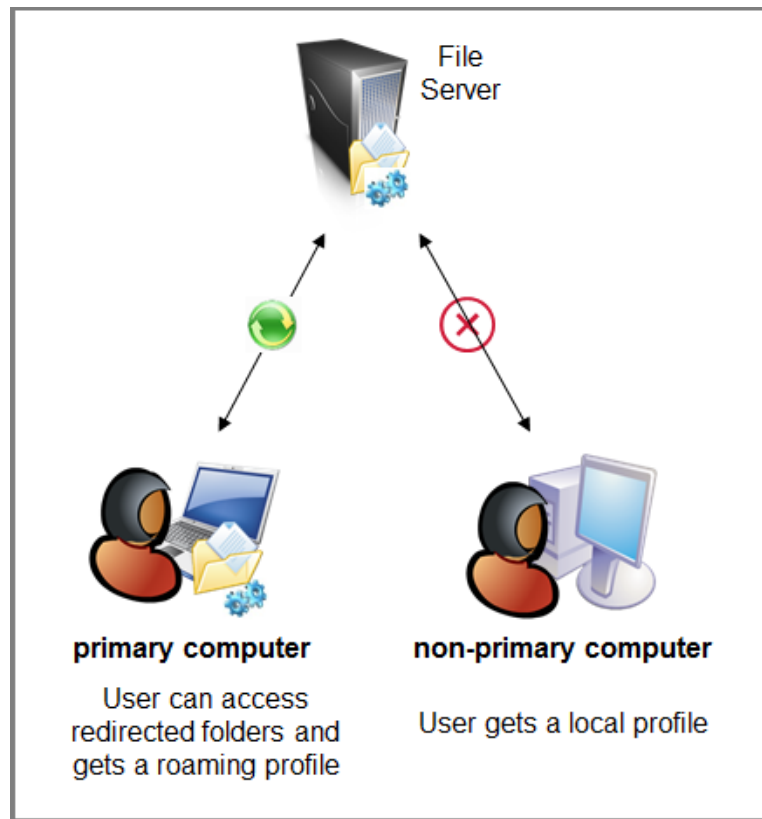 File
Server
primary computer
User can access
redirected folders and
gets a roaming profile
non-primary computer
User gets a local profile